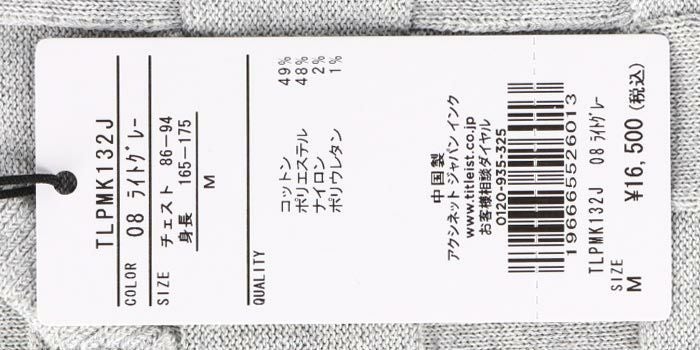 TLPMK132J
COLOR 08 ライトグレー
SIZE チェスト 86-94
身長 165-175
M
QUALITY
コットン 49%
ポリエステル 48%
ナイロン 2%
ポリウレタン 1%
中国製
アクシネット ジャパン インク
www.titleist.co.jp
お客様相談ダイヤル
0120-935-325
196665526013
TLPMK132J 08 ライトグレー
SIZE M
¥16,500(税込)